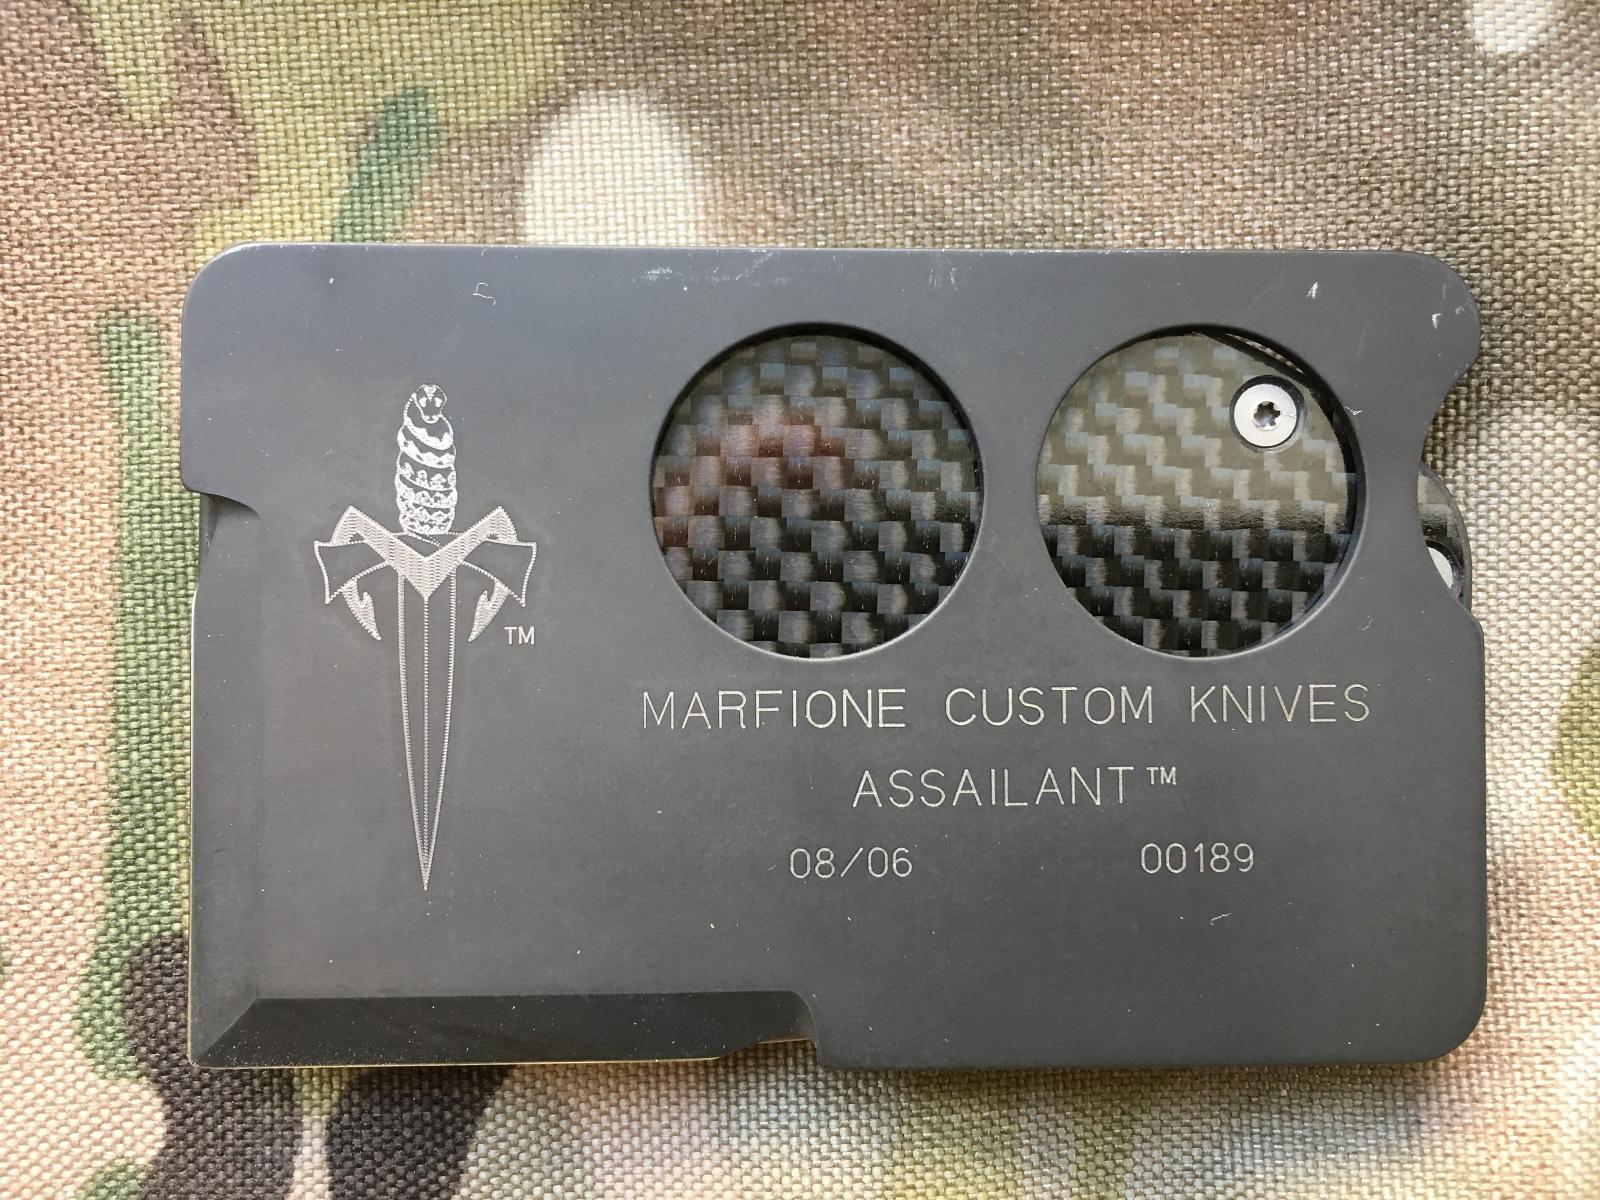 TM
MARFIONE CUSTOM KNIVES
ASSAILANT™
08/06 00189